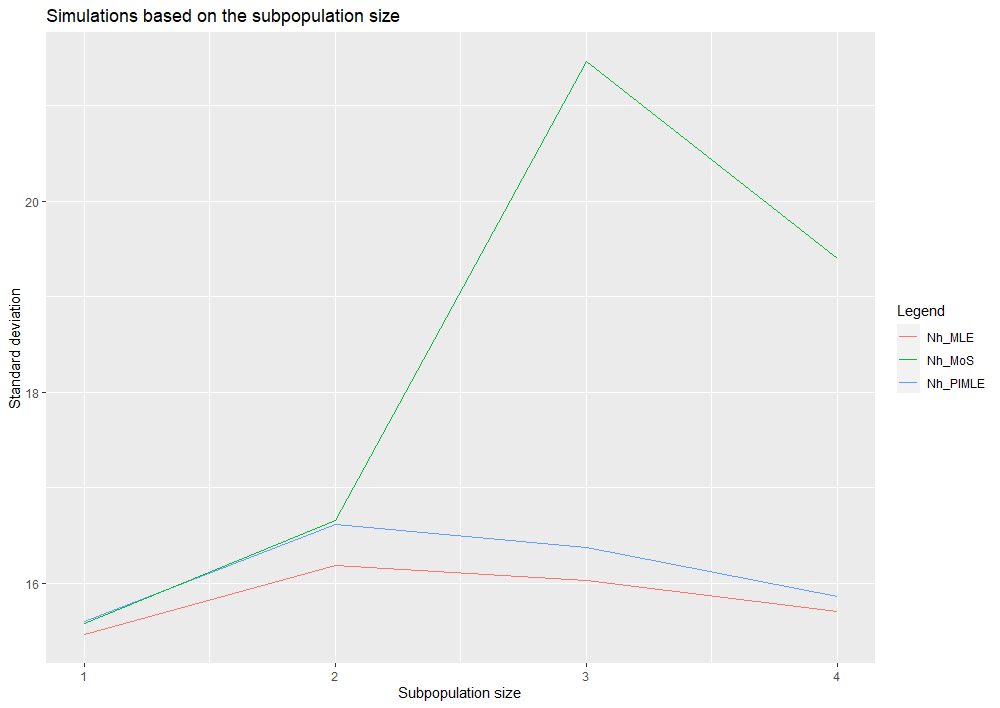 Simulations based on the subpopulation size
Standard deviation
20
18
16
1
2
3
4
Subpopulation size
Legend
Nh_MLE
Nh_MoS
Nh_PIMLE